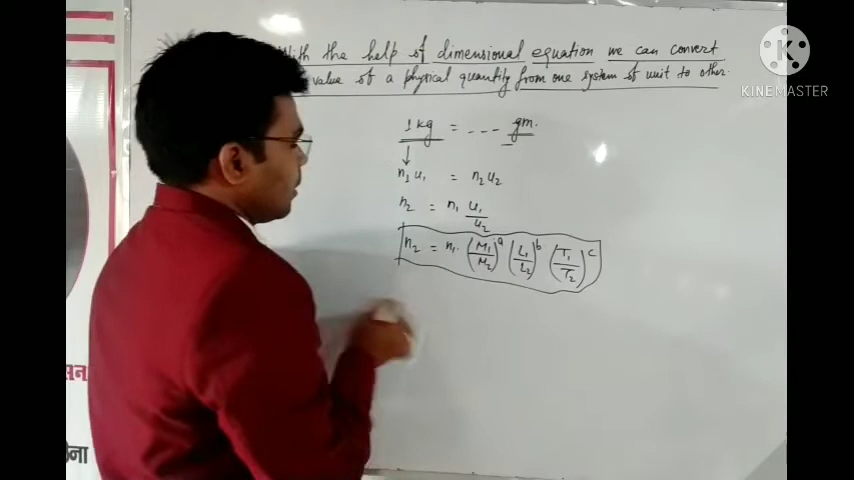 With the help of dimensional equation we can convert
value of a physical quantity from one system of unit to other.
KINEMASTER
1 kg = --- gm.
n₁ u₁ = n₂ u₂
n₂ = n₁ u₁/u₂
n₂ = n₁. (M₁/M₂)ᵃ (L₁/L₂)ᵇ (T₁/T₂)ᶜ